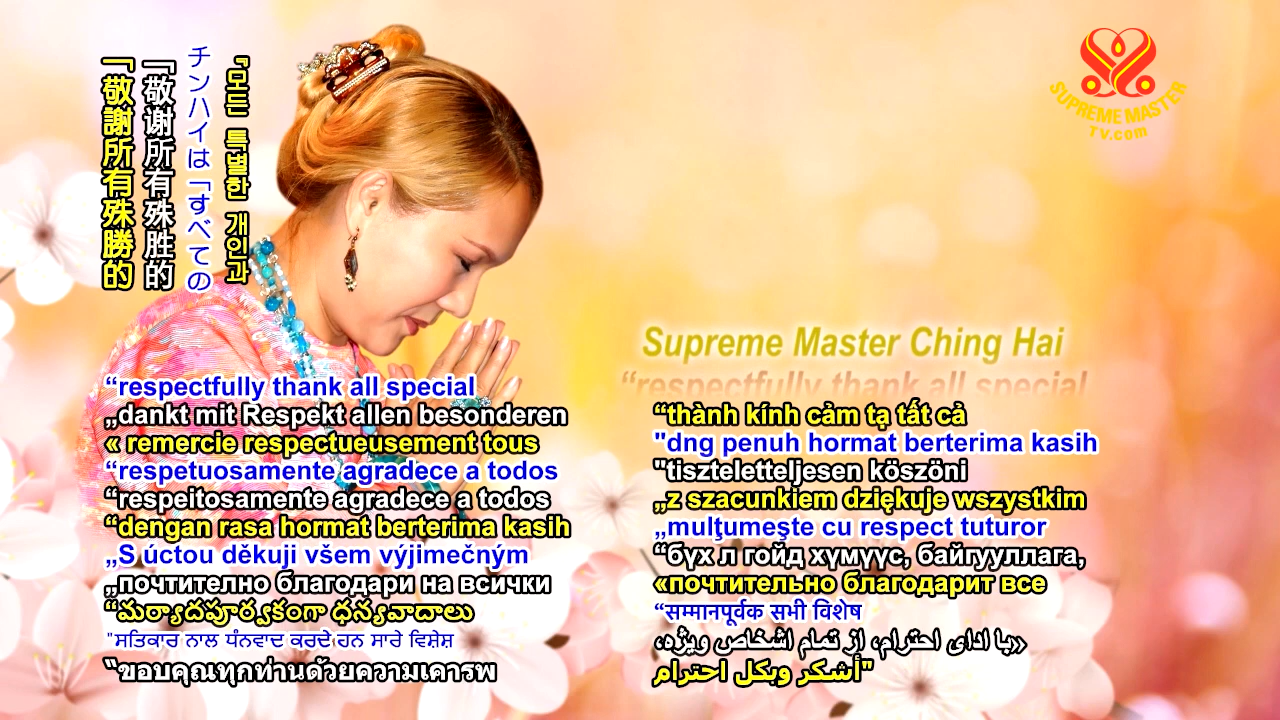 「敬謝所有殊勝的
「敬谢所有殊胜的
チンハイは「すべての
『모든 특별한 개인과
SUPREME MASTER
TV.com
Supreme Master Ching Hai
“respectfully thank all special
“respectfully thank all special
„dankt mit Respekt allen besonderen
« remercie respectueusement tous
“respetuosamente agradece a todos
“respeitosamente agradece a todos
“dengan rasa hormat berterima kasih
„S úctou děkuji všem výjimečným
„почтително благодари на всички
“మర్యాదపూర్వకంగా ధన్యవాదాలు
"ਸਤਿਕਾਰ ਨਾਲ ਧੰਨਵਾਦ ਕਰਦੇ ਹਨ ਸਾਰੇ ਵਿਸ਼ੇਸ਼
“ขอบคุณทุกท่านด้วยความเคารพ
“thành kính cảm tạ tất cả
"dng penuh hormat berterima kasih
"tiszteletteljesen köszöni
„z szacunkiem dziękuje wszystkim
„mulţumeşte cu respect tuturor
“бүх л гойд хүмүүс, байгууллага,
«почтительно благодарит все
“सम्मानपूर्वक सभी विशेष
«با ادای احترام، از تمام اشخاص ویژه،
"أشكر وبكل احترام